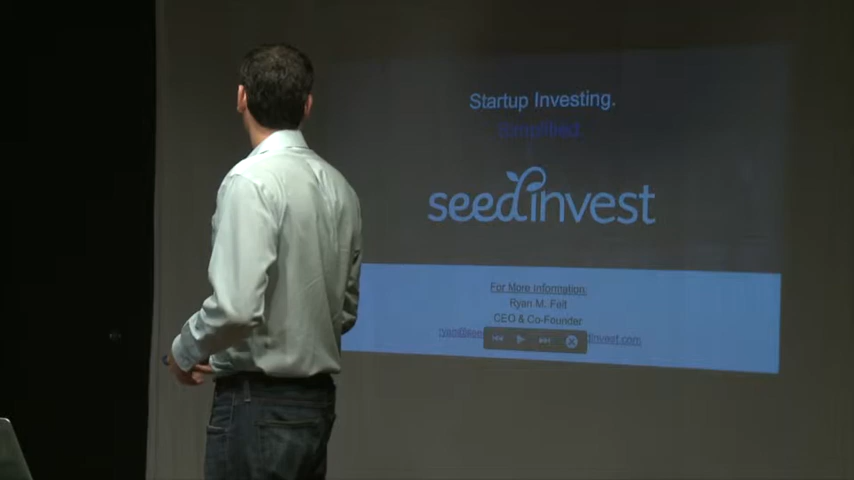 Startup Investing.
Simplified.
seedinvest
For More Information:
Ryan M. Feit
CEO & Co-Founder